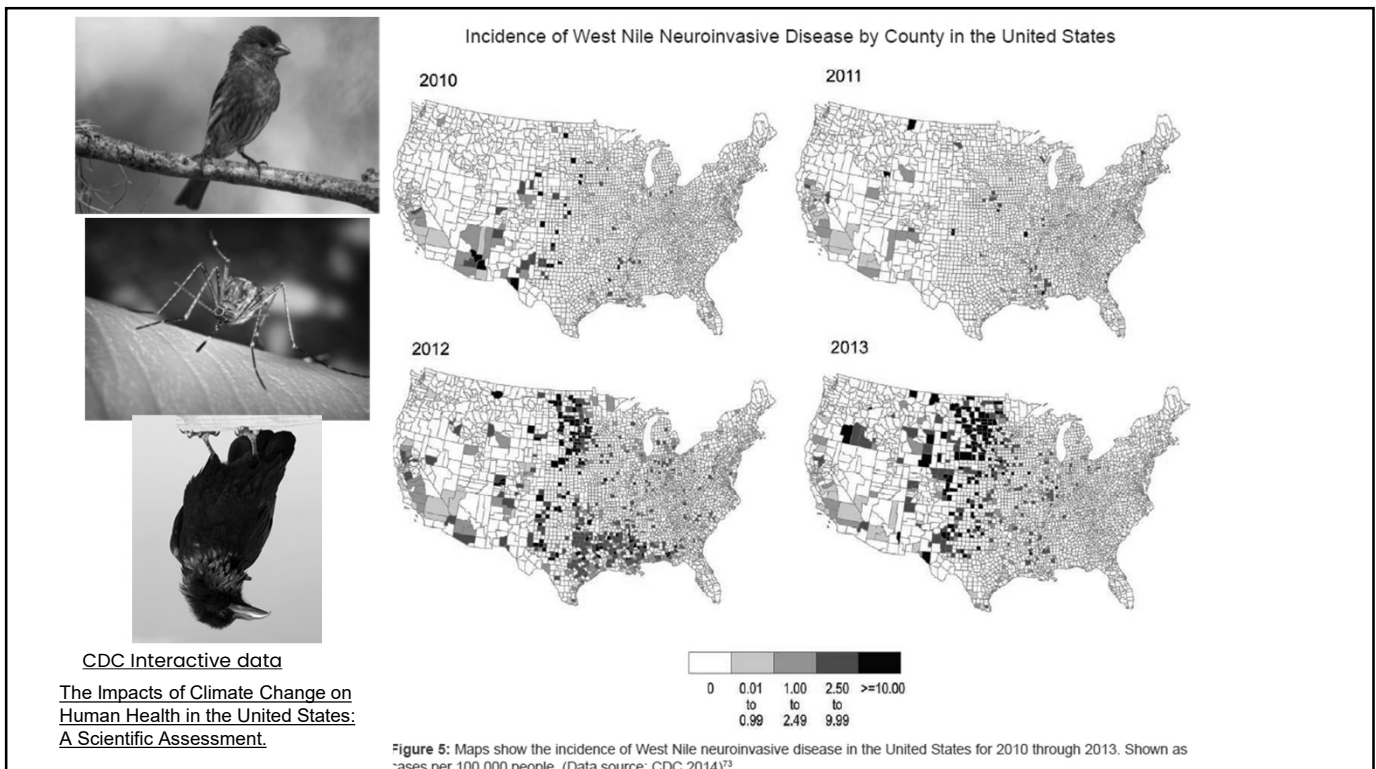 Incidence of West Nile Neuroinvasive Disease by County in the United States
2010
2011
2012
2013
0
0.01
to
0.99
1.00
to
2.49
2.50
to
9.99
>=10.00
CDC Interactive data
The Impacts of Climate Change on
Human Health in the United States:
A Scientific Assessment.
Figure 5: Maps show the incidence of West Nile neuroinvasive disease in the United States for 2010 through 2013. Shown as
cases per 100,000 people. (Data source: CDC 2014)73